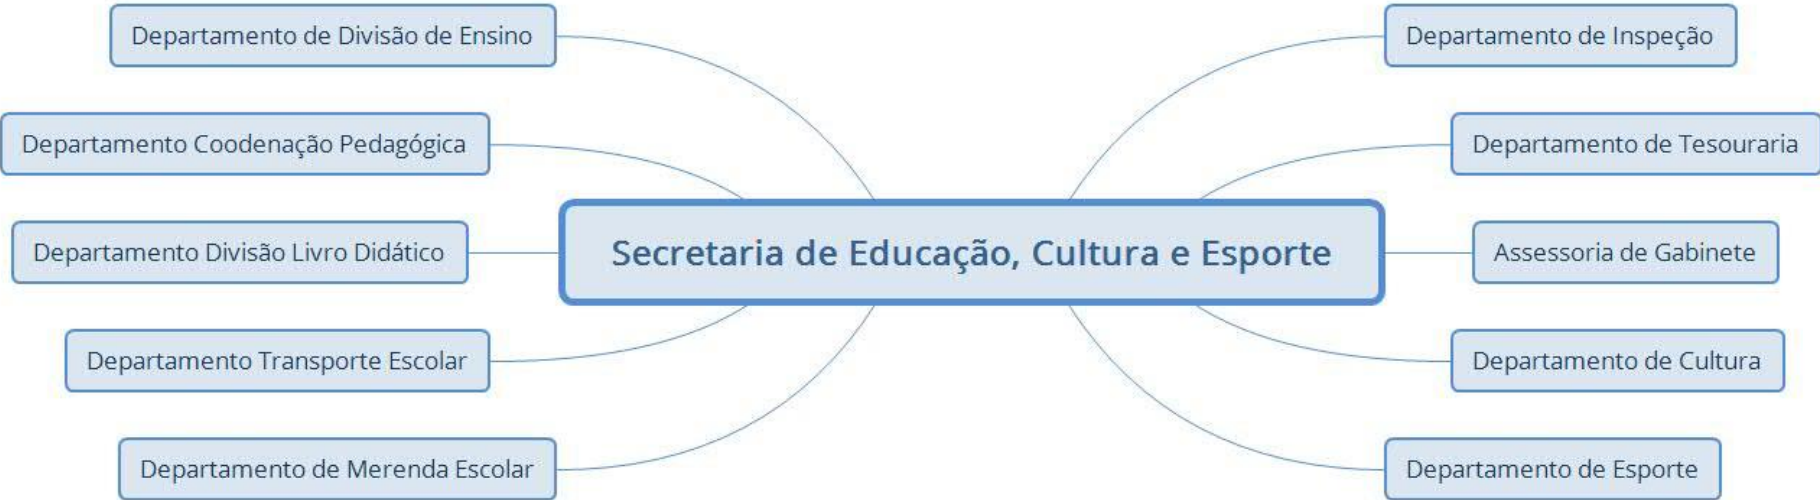 Departamento de Divisão de Ensino
Departamento Coodenação Pedagógica
Departamento Divisão Livro Didático
Departamento Transporte Escolar
Departamento de Merenda Escolar
Secretaria de Educação, Cultura e Esporte
Departamento de Inspeção
Departamento de Tesouraria
Assessoria de Gabinete
Departamento de Cultura
Departamento de Esporte